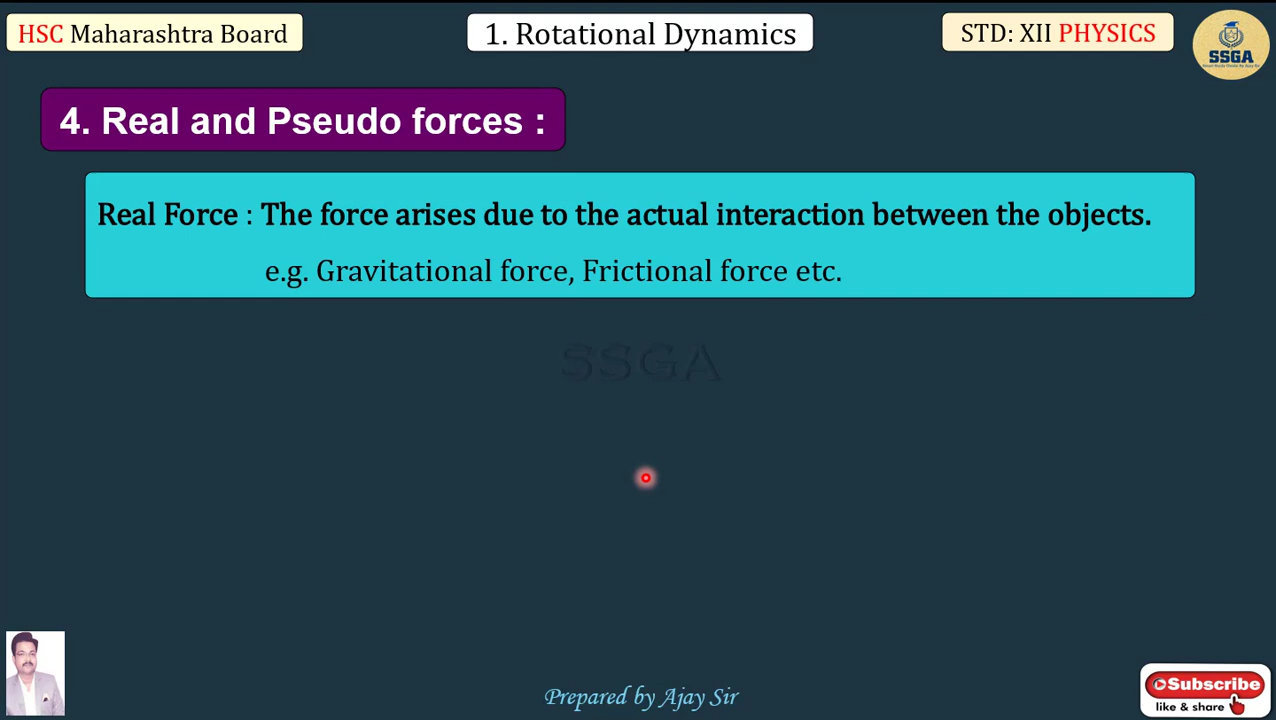 HSC Maharashtra Board
1. Rotational Dynamics
STD: XII PHYSICS
SSGA
4. Real and Pseudo forces :
Real Force : The force arises due to the actual interaction between the objects.
e.g. Gravitational force, Frictional force etc.
SSGA
Prepared by Ajay Sir
Subscribe
like & share